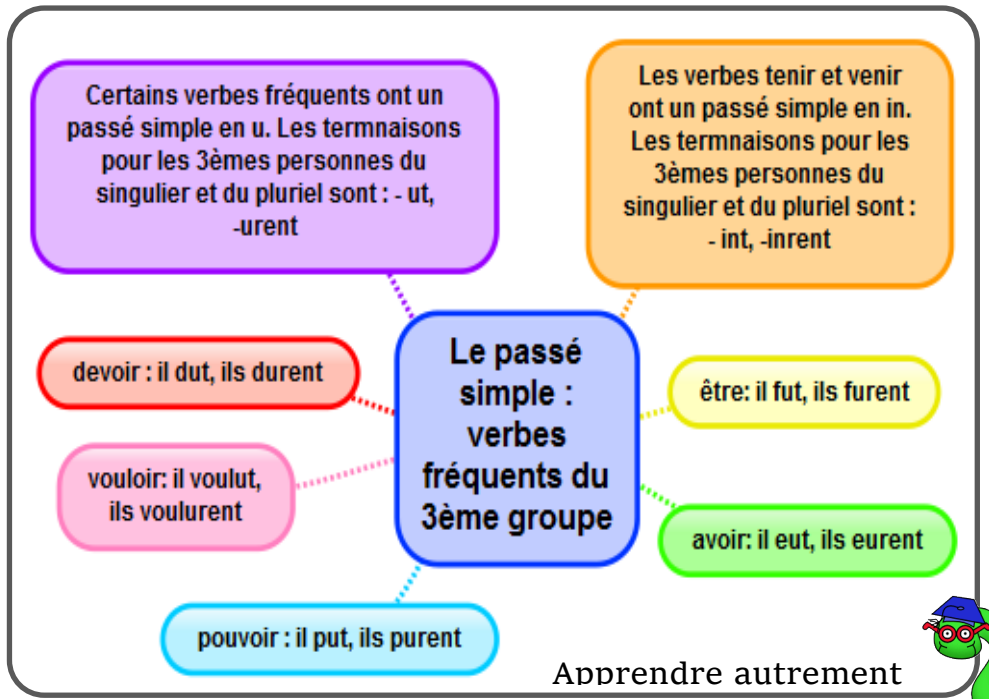 Certains verbes fréquents ont un
passé simple en u. Les termnaisons
pour les 3èmes personnes du
singulier et du pluriel sont : - ut,
-urent
Les verbes tenir et venir
ont un passé simple en in.
Les termnaisons pour les
3èmes personnes du
singulier et du pluriel sont :
- int, -inrent
Le passé
simple :
verbes
fréquents du
3ème groupe
devoir : il dut, ils durent
être: il fut, ils furent
vouloir: il voulut,
ils voulurent
avoir: il eut, ils eurent
pouvoir : il put, ils purent
Apprendre autrement